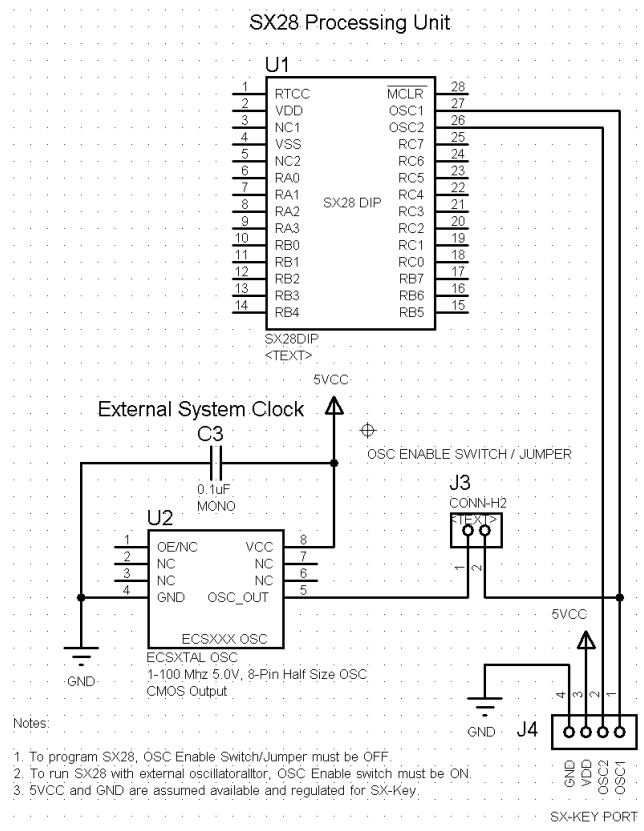 SX28 Processing Unit
U1
1 RTCC MCLR 28
2 VDD OSC1 27
3 NC1 OSC2 26
4 VSS RC7 25
5 NC2 RC6 24
6 RA0 RC5 23
7 RA1 RC4 22
8 RA2 SX28 DIP RC3 21
9 RA3 RC2 20
10 RB0 RC1 19
11 RB1 RC0 18
12 RB2 RB7 17
13 RB3 RB6 16
14 RB4 RB5 15
SX28DIP
<TEXT>
5VCC
External System Clock
C3
0.1uF
MONO
OSC ENABLE SWITCH / JUMPER
J3
CONN-H2
<TEXT>
1 2
U2
1 OE/NC VCC 8
2 NC NC 7
3 NC NC 6
4 GND OSC_OUT 5
ECSXXX OSC
ECSXTAL OSC
1-100 Mhz 5.0V, 8-Pin Half Size OSC
CMOS Output
GND
5VCC
GND
J4
4 3 2 1
GND VDD OSC2 OSC1
SX-KEY PORT
Notes:
1. To program SX28, OSC Enable Switch/Jumper must be OFF.
2. To run SX28 with external oscillatoralltor, OSC Enable switch must be ON.
3. 5VCC and GND are assumed available and regulated for SX-Key.